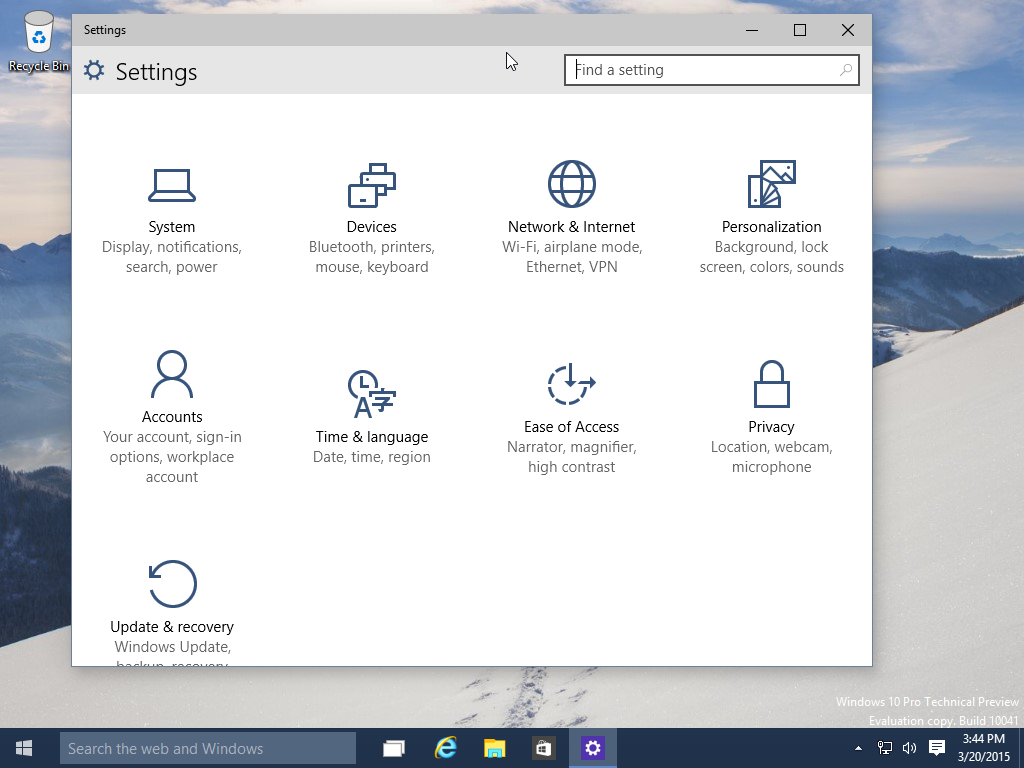 Recycle Bin
Settings
Settings
Find a setting
System
Display, notifications,
search, power
Devices
Bluetooth, printers,
mouse, keyboard
Network & Internet
Wi-Fi, airplane mode,
Ethernet, VPN
Personalization
Background, lock
screen, colors, sounds
Accounts
Your account, sign-in
options, workplace
account
A字
Time & language
Date, time, region
Ease of Access
Narrator, magnifier,
high contrast
Privacy
Location, webcam,
microphone
Update & recovery
Windows Update,
backup, recovery
Windows 10 Pro Technical Preview
Evaluation copy. Build 10041
Search the web and Windows
3:44 PM
3/20/2015